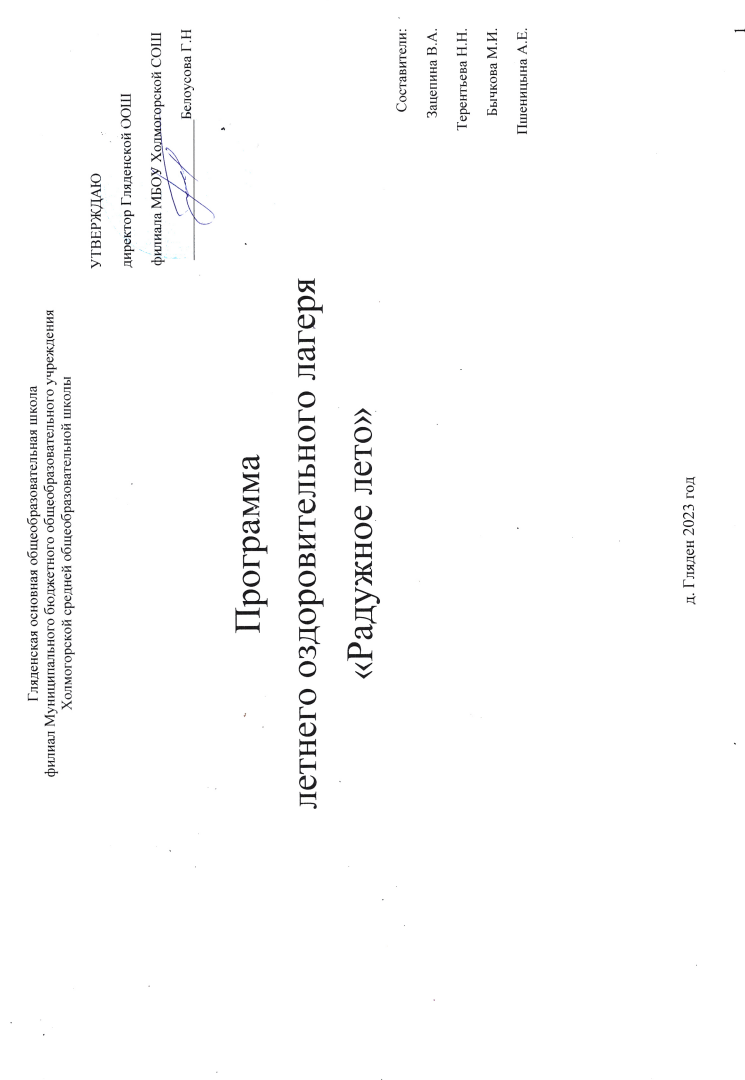 Гляденская основная общеобразовательная школа
филиал Муниципального бюджетного общеобразовательного учреждения
Холмогорской средней общеобразовательной школы
УТВЕРЖДАЮ
директор Гляденской ООШ
филиала МБОУ Холмогорской СОШ
Белоусова Г.Н
Программа
летнего оздоровительного лагеря
«Радужное лето»
Составители:
Зацепина В.А.
Терентьева Н.Н.
Бычкова М.И.
Пшеницына А.Е.
д. Гляден 2023 год
1